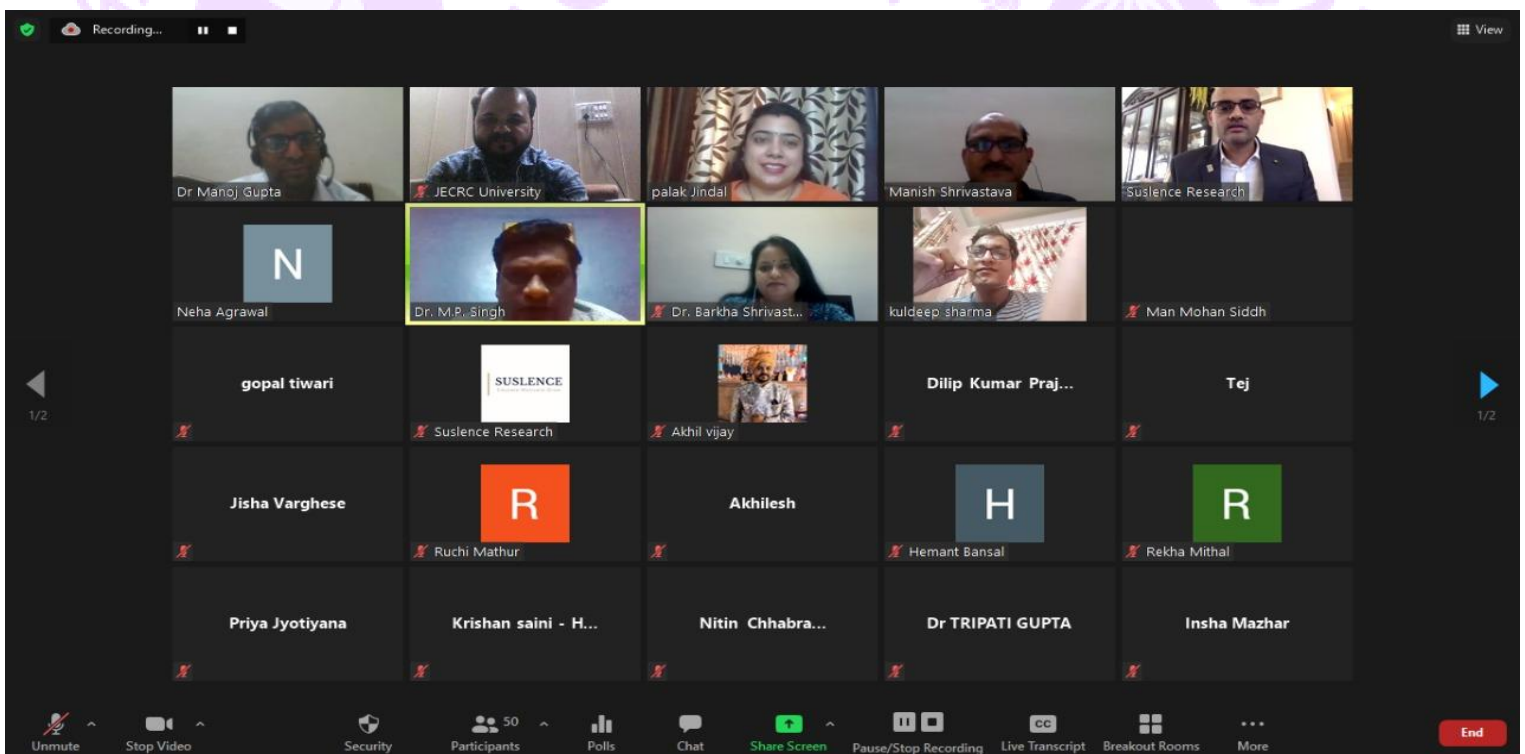 Recording...
View
Dr Manoj Gupta
JECRC University
palak Jindal
Manish Shrivastava
Suslence Research
N
Neha Agrawal
Dr. M.P. Singh
Dr. Barkha Shrivast...
kuldeep sharma
Man Mohan Siddh
1/2
gopal tiwari
SUSLENCE
Suslence Research
Akhil vijay
Dilip Kumar Praj...
Tej
1/2
Jisha Varghese
R
Ruchi Mathur
Akhilesh
H
Hemant Bansal
R
Rekha Mithal
Priya Jyotiyana
Krishan saini - H...
Nitin Chhabra...
Dr TRIPATI GUPTA
Insha Mazhar
Unmute
Stop Video
Security
50
Participants
Polls
Chat
Share Screen
Pause/Stop Recording
CC
Live Transcript
Breakout Rooms
More
End